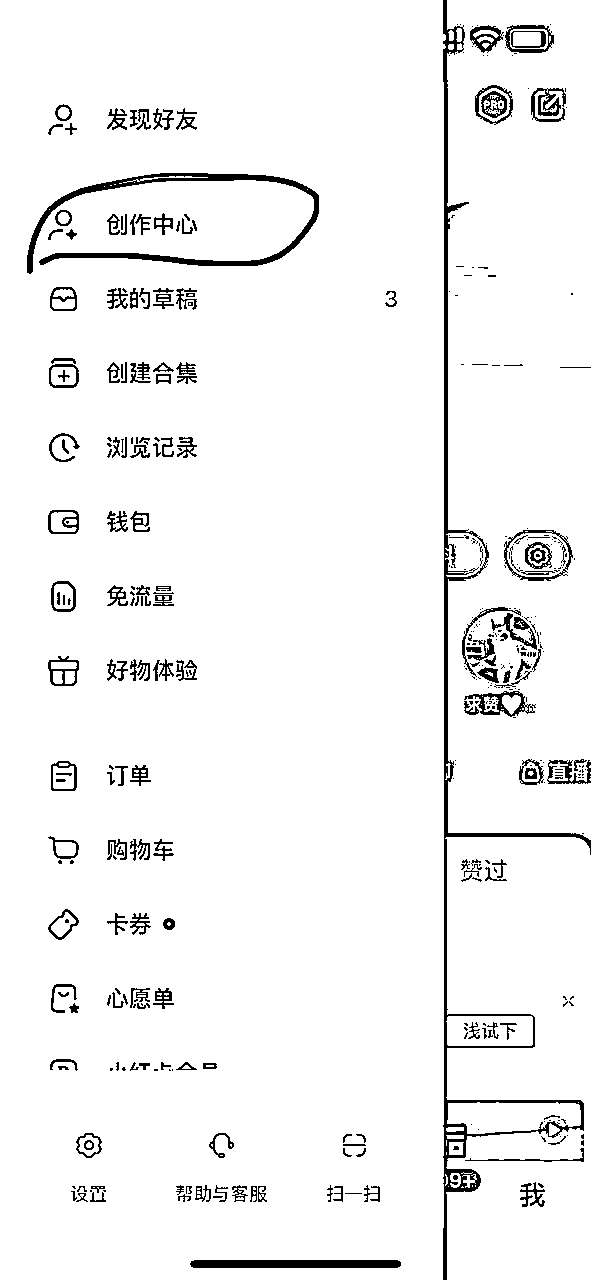 PRO
发现好友
创作中心
我的草稿 3
创建合集
浏览记录
钱包
免流量
好物体验
求赞
订单
直播
购物车
赞过
卡券
心愿单
浅试下
设置
帮助与客服
扫一扫
我